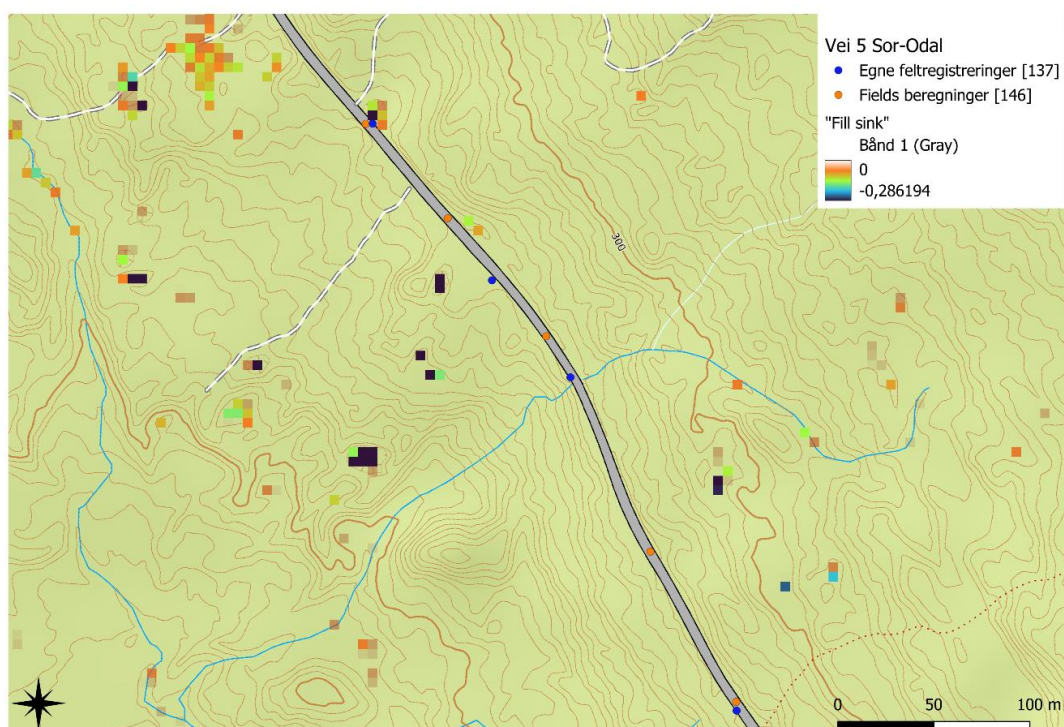 Vei 5 Sor-Odal
Egne feltregistreringer [137]
Fields beregninger [146]
"Fill sink"
Bånd 1 (Gray)
0
-0,286194
300
0
50
100 m